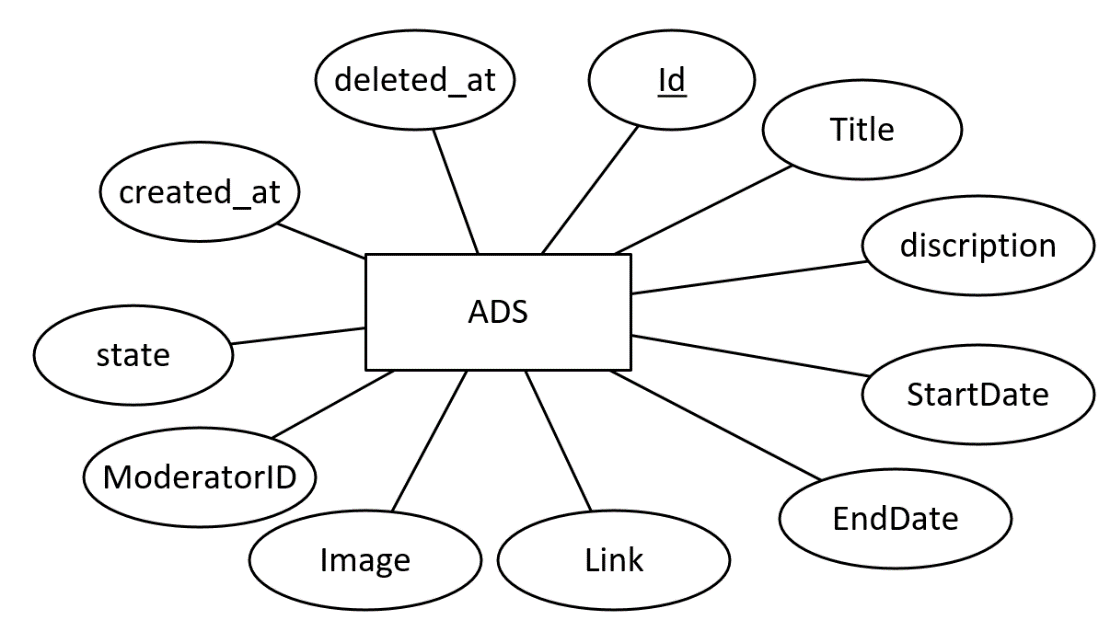 deleted_at
Id
Title
created_at
discription
ADS
state
StartDate
ModeratorID
EndDate
Image
Link